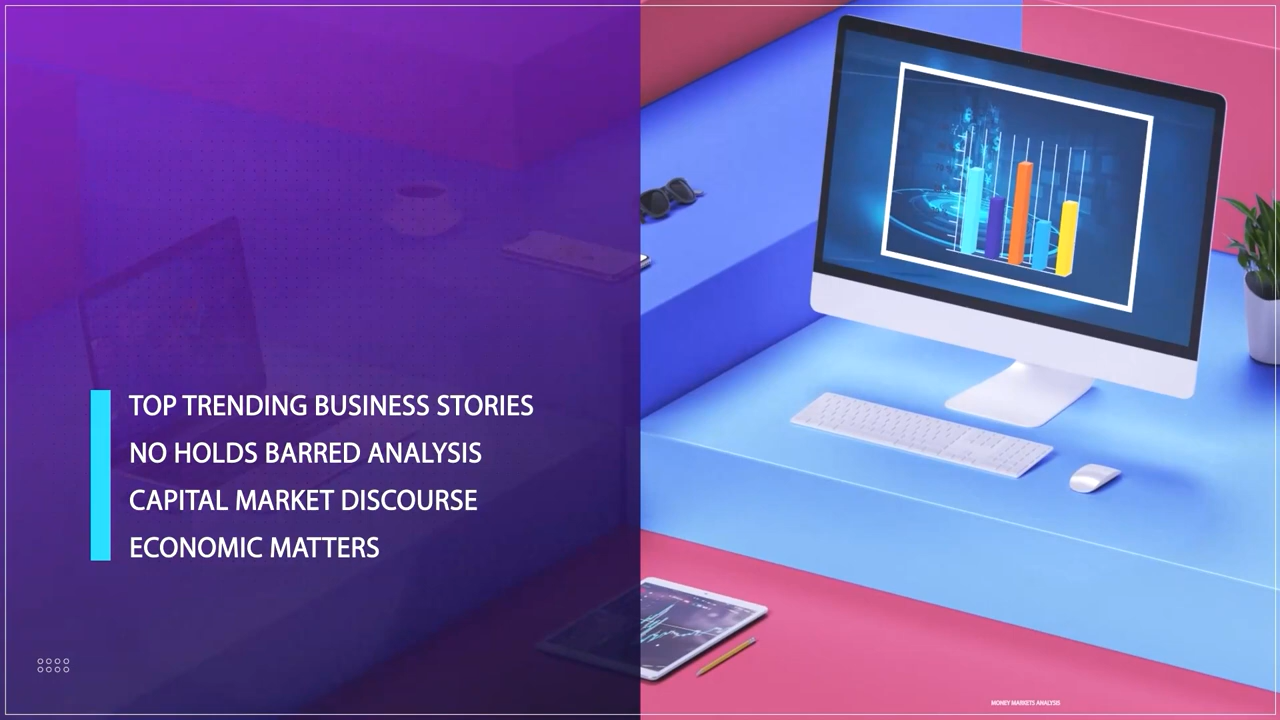 TOP TRENDING BUSINESS STORIES
NO HOLDS BARRED ANALYSIS
CAPITAL MARKET DISCOURSE
ECONOMIC MATTERS
MONEY MARKETS ANALYSIS